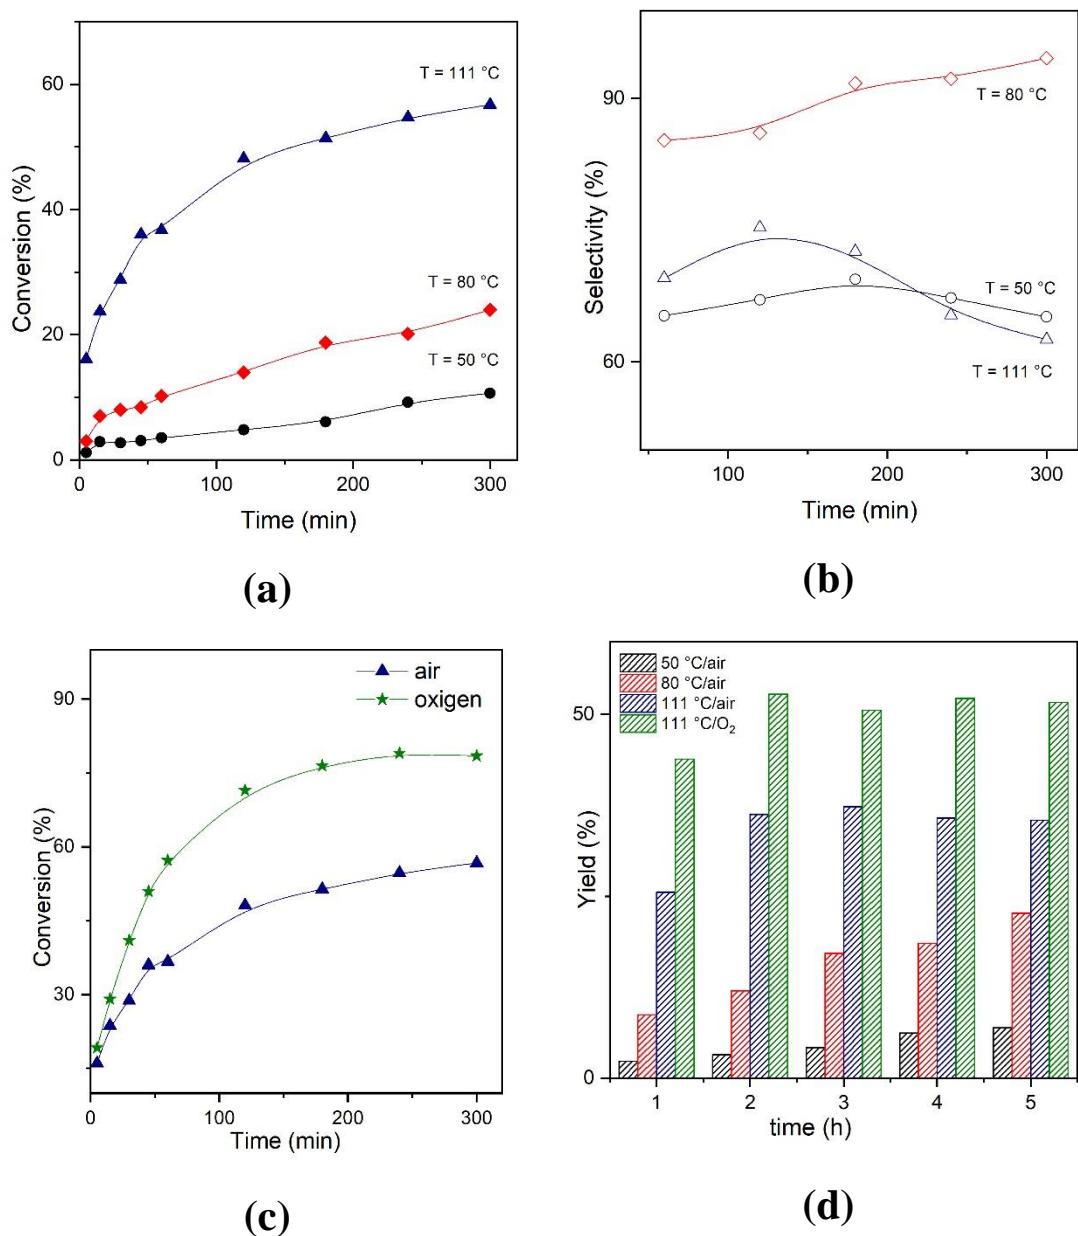 T = 111 °C
T = 80 °C
T = 50 °C
Conversion (%)
60
40
20
0
0 100 200 300
Time (min)
(a)
T = 80 °C
T = 50 °C
T = 111 °C
Selectivity (%)
90
60
100 200 300
Time (min)
(b)
air
oxigen
Conversion (%)
90
60
30
0 100 200 300
Time (min)
(c)
50 °C/air
80 °C/air
111 °C/air
111 °C/O₂
Yield (%)
50
0
1 2 3 4 5
time (h)
(d)